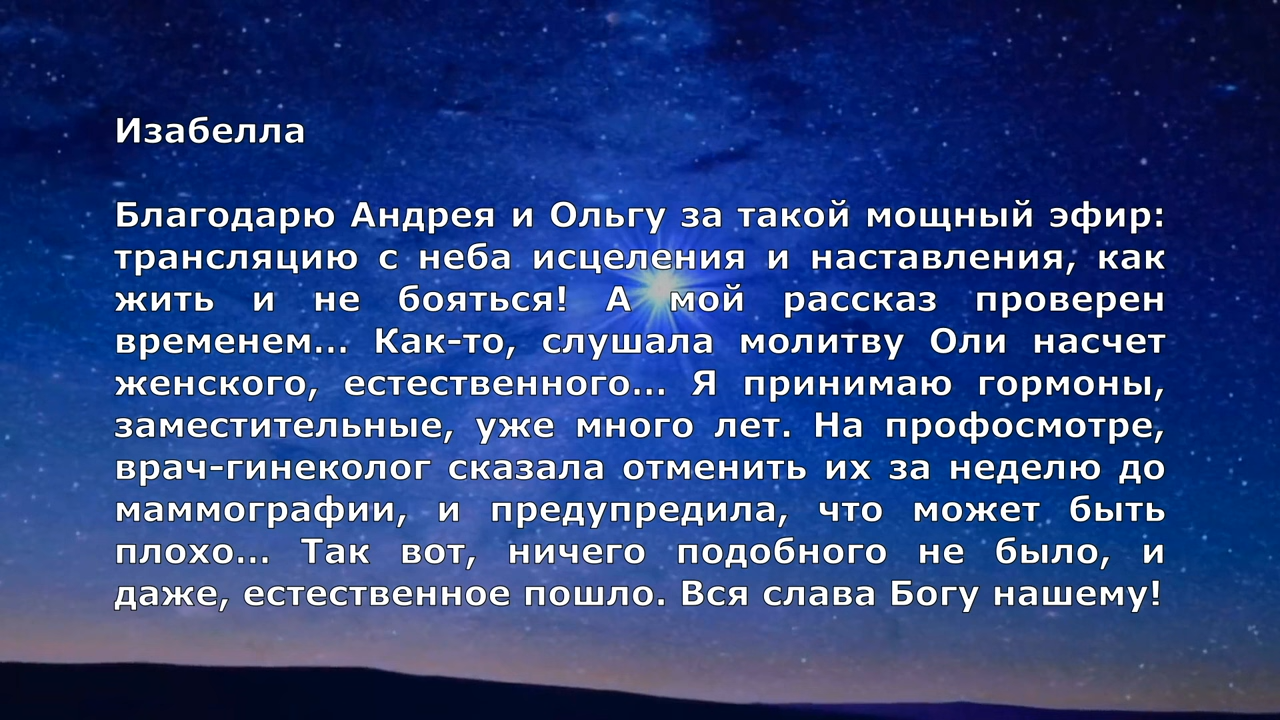 Изабелла
Благодарю Андрея и Ольгу за такой мощный эфир:
трансляцию с неба исцеления и наставления, как
жить и не бояться! А мой рассказ проверен
временем... Как-то, слушала молитву Оли насчет
женского, естественного... Я принимаю гормоны,
заместительные, уже много лет. На профосмотре,
врач-гинеколог сказала отменить их за неделю до
маммографии, и предупредила, что может быть
плохо... Так вот, ничего подобного не было, и
даже, естественное пошло. Вся слава Богу нашему!